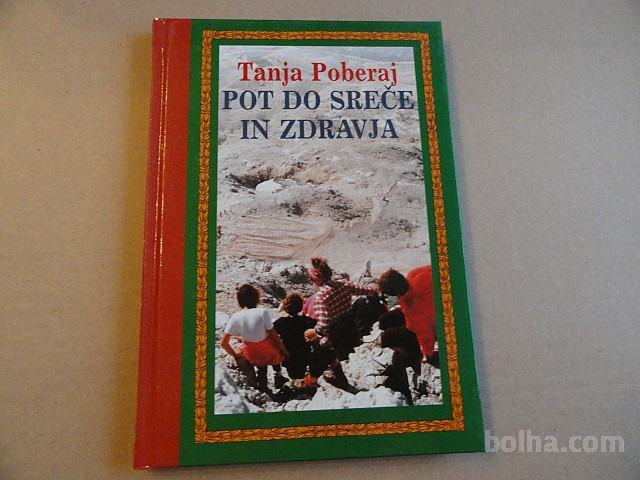 Tanja Poberaj
POT DO SREČE
IN ZDRAVJA
bolha.com